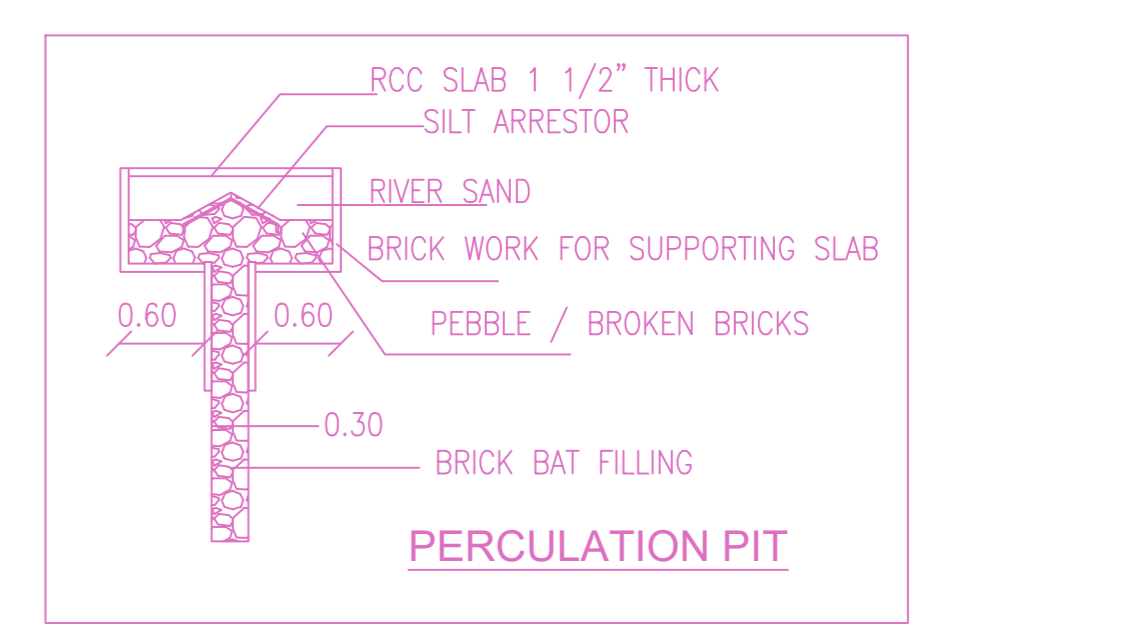 RCC SLAB 1 1/2” THICK
SILT ARRESTOR
RIVER SAND
BRICK WORK FOR SUPPORTING SLAB
0.60 0.60
PEBBLE / BROKEN BRICKS
0.30
BRICK BAT FILLING
PERCULATION PIT